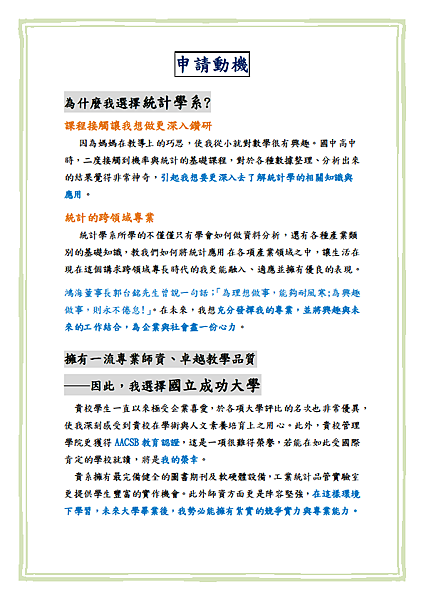 申請動機
為什麼我選擇統計學系?
課程接觸讓我想做更深入鑽研
因為媽媽在教導上的巧思，使我從小就對數學很有興趣。國中高中
時，二度接觸到機率與統計的基礎課程，對於各種數據整理、分析出來
的結果覺得非常神奇，引起我想要更深入去了解統計學的相關知識與
應用。
統計的跨領域專業
統計學系所學的不僅僅只有學會如何做資料分析，還有各種產業類
別的基礎知識，教我們如何將統計應用在各項產業領域之中，讓生活在
現在這個講求跨領域專長時代的我更能融入、適應並擁有優良的表現。
鴻海董事長郭台銘先生曾說一句話：「為理想做事，能夠耐風寒；為興趣
做事，則永不倦怠!」。在未來，我想充分發揮我的專業，並將興趣與未
來的工作結合，為企業與社會盡一份心力。
擁有一流專業師資、卓越教學品質
──因此，我選擇國立成功大學
貴校學生一直以來極受企業喜愛，於各項大學評比的名次也非常優異，
使我深刻感受到貴校在學術與人文素養培育上之用心。此外，貴校管理
學院更獲得 AACSB 教育認證，這是一項很難得榮譽，若能在如此受國際
肯定的學校就讀，將是我的榮幸。
貴系擁有最完備健全的圖書期刊及軟硬體設備，工業統計品管實驗室
更提供學生豐富的實作機會。此外師資方面更是陣容堅強，在這樣環境
下學習，未來大學畢業後，我勢必能擁有紮實的競爭實力與專業能力。